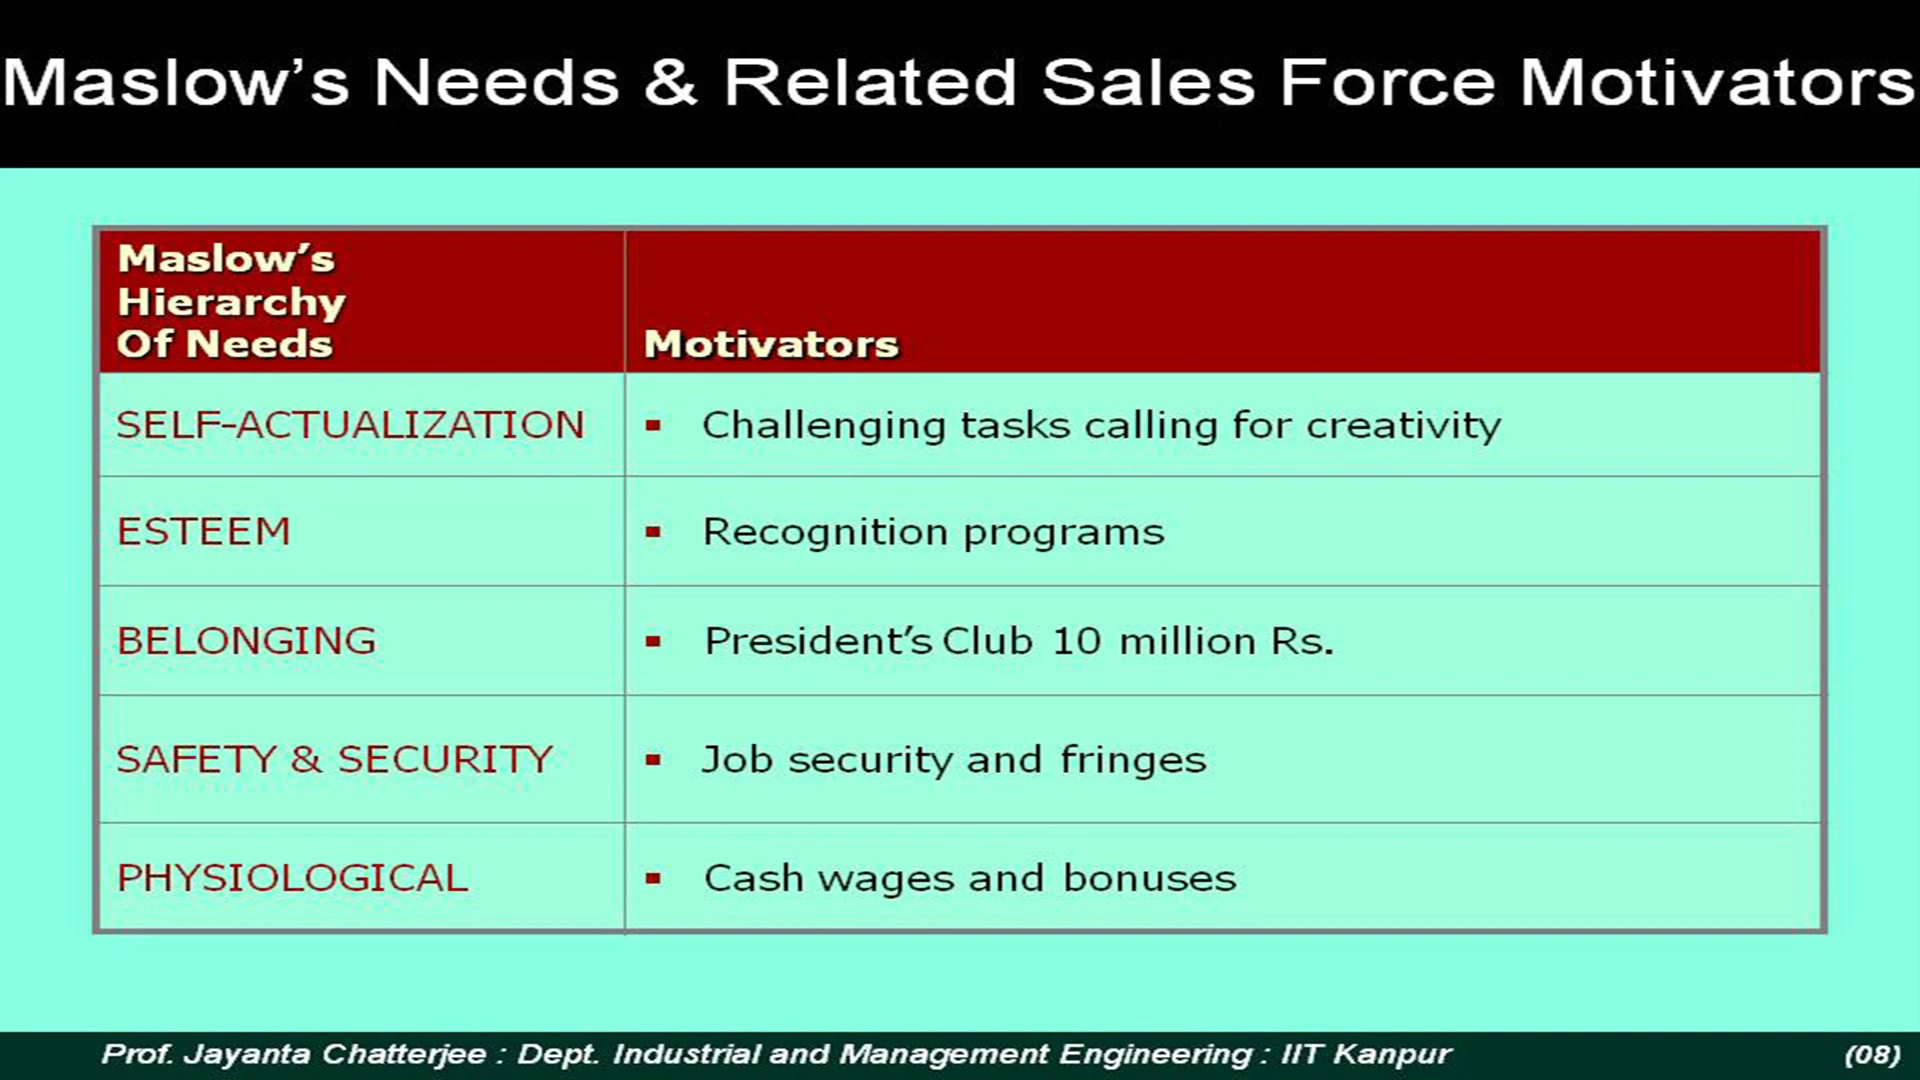 Maslow’s Needs & Related Sales Force Motivators
Maslow’s
Hierarchy
Of Needs
Motivators
SELF-ACTUALIZATION
▪ Challenging tasks calling for creativity
ESTEEM
▪ Recognition programs
BELONGING
▪ President’s Club 10 million Rs.
SAFETY & SECURITY
▪ Job security and fringes
PHYSIOLOGICAL
▪ Cash wages and bonuses
Prof. Jayanta Chatterjee : Dept. Industrial and Management Engineering : IIT Kanpur
(08)